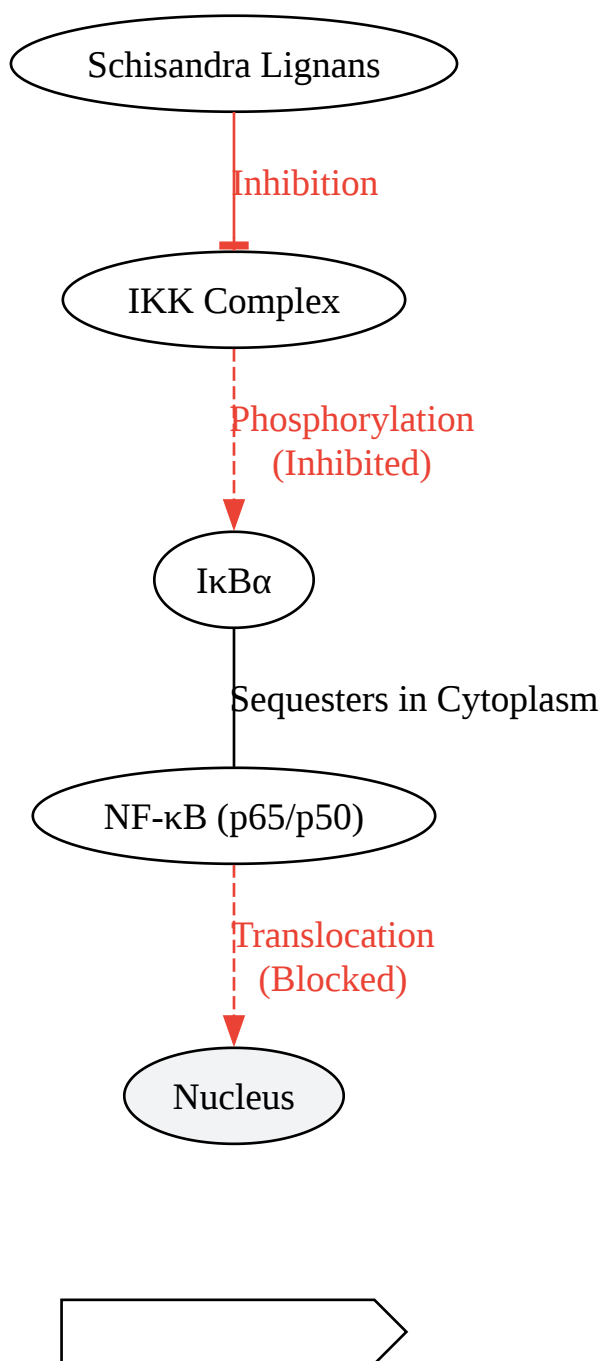 Schisandra Lignans
Inhibition
IKK Complex
Phosphorylation
(Inhibited)
IκBα
Sequesters in Cytoplasm
NF-κB (p65/p50)
Translocation
(Blocked)
Nucleus